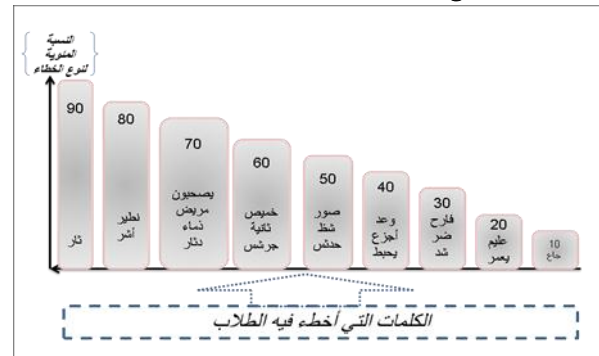 النسبة
المئوية
لنوع الخطاء
90
ثار
80
نطير
أشر
70
يصحبون
مريض
ذماء
دثار
60
خميص
ثانية
جرشس
50
صور
شظ
حدش
40
وعد
أجزع
يحبط
30
فارح
ضر
شد
20
عليم
يعسر
10
الكلمات التي أخطء فيه الطلاب